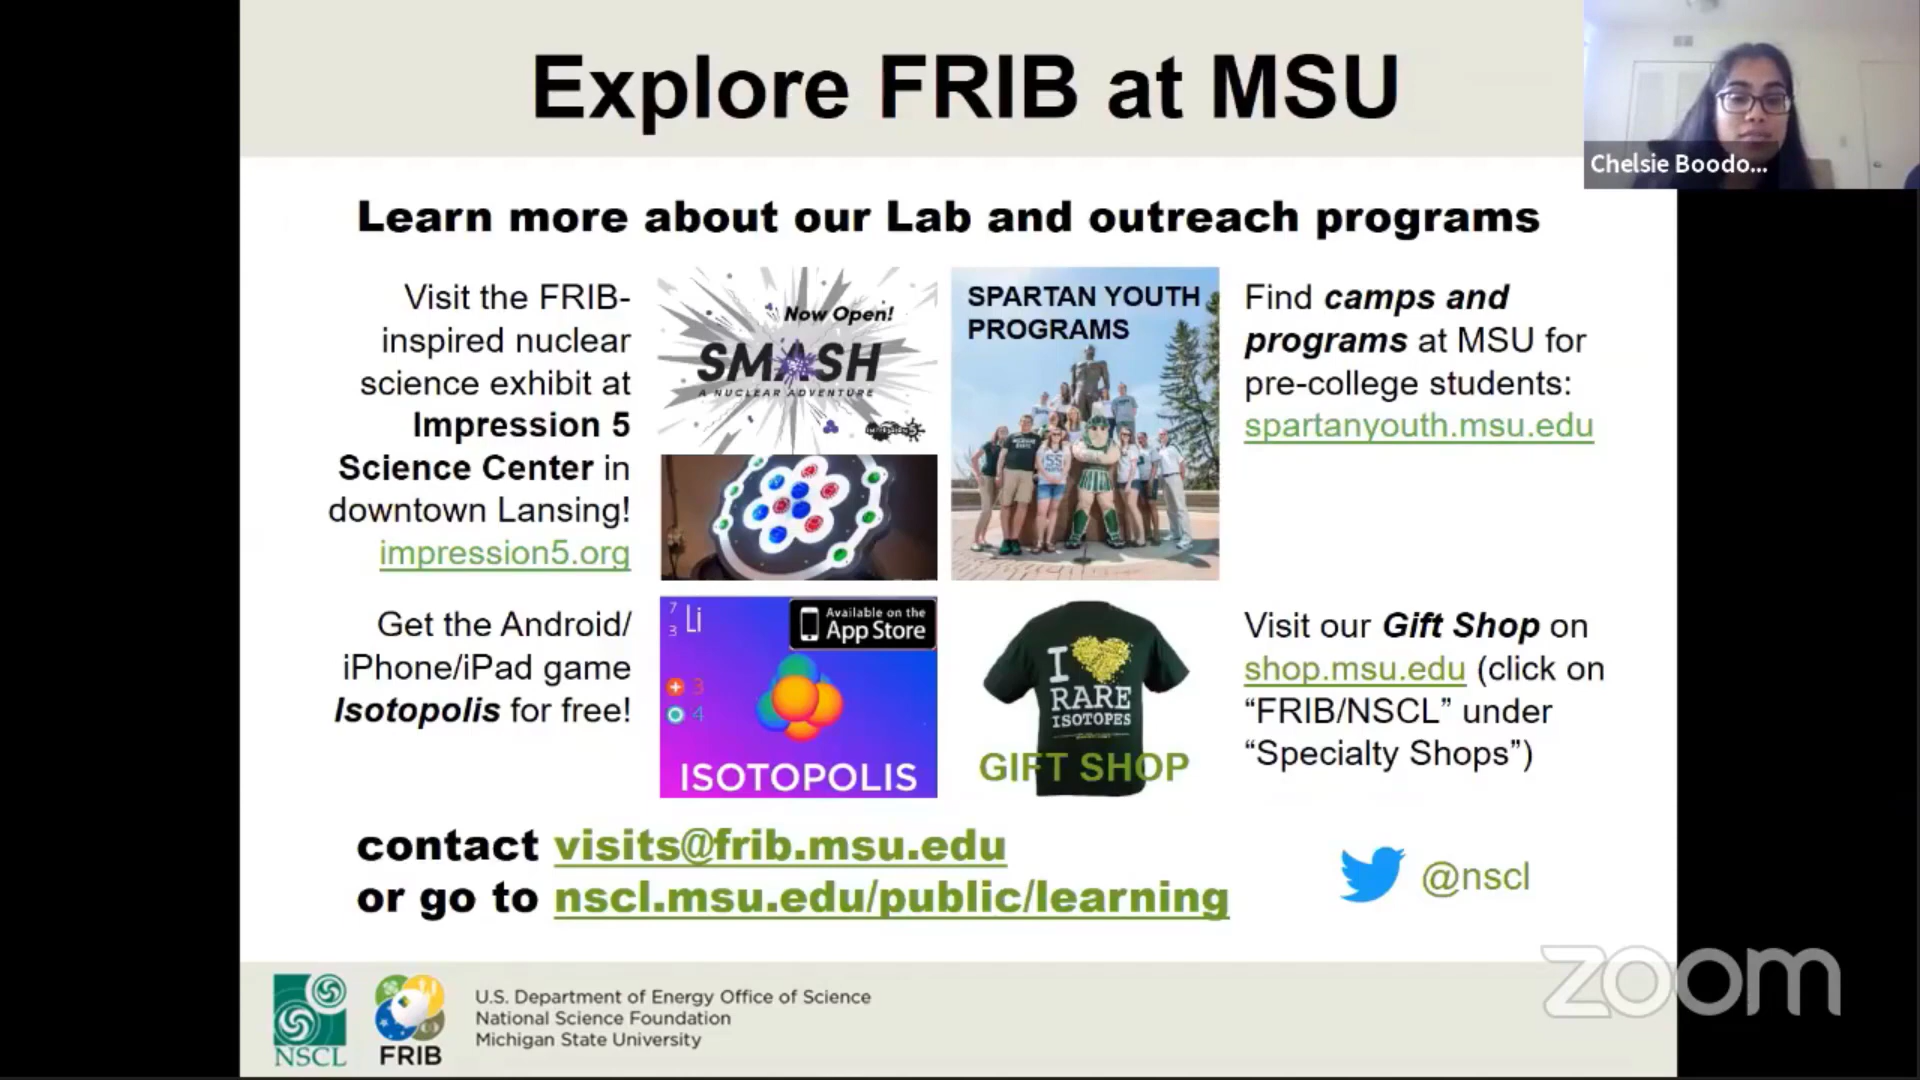 Explore FRIB at MSU
Chelsie Boodo...
Learn more about our Lab and outreach programs
Visit the FRIB-
inspired nuclear
science exhibit at
Impression 5
Science Center in
downtown Lansing!
impression5.org
Now Open!
SMASH
A NUCLEAR ADVENTURE
SPARTAN YOUTH
PROGRAMS
Find camps and
programs at MSU for
pre-college students:
spartanyouth.msu.edu
Get the Android/
iPhone/iPad game
Isotopolis for free!
7
3 Li
Available on the
App Store
3
4
ISOTOPOLIS
I
RARE
ISOTOPES
GIFT SHOP
Visit our Gift Shop on
shop.msu.edu (click on
“FRIB/NSCL” under
“Specialty Shops”)
contact visits@frib.msu.edu
or go to nscl.msu.edu/public/learning
@nscl
NSCL
FRIB
U.S. Department of Energy Office of Science
National Science Foundation
Michigan State University
zoom